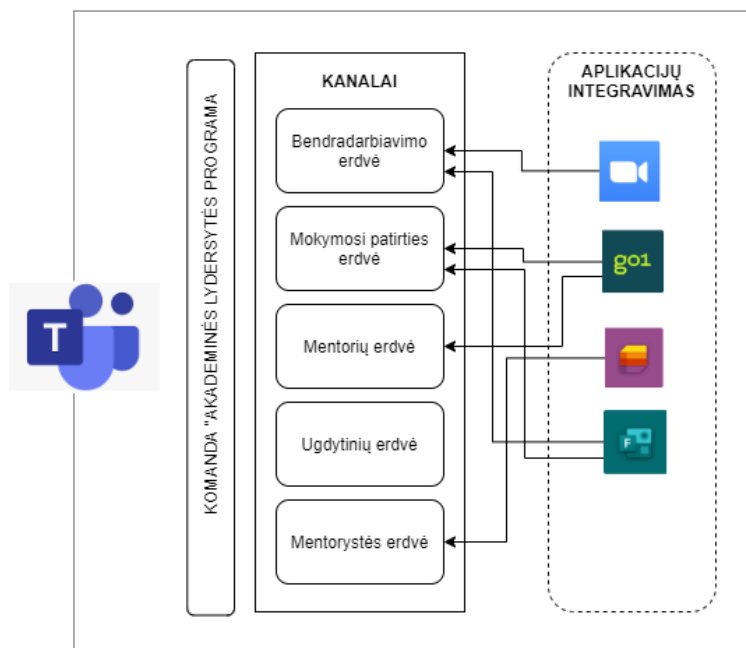 KOMANDA "AKADEMINĖS LYDERSYTĖS PROGRAMA
KANALAI
Bendradarbiavimo
erdvė
Mokymosi patirties
erdvė
Mentorių erdvė
Ugdytinių erdvė
Mentorystės erdvė
APLIKACIJŲ
INTEGRAVIMAS
go1
F
T